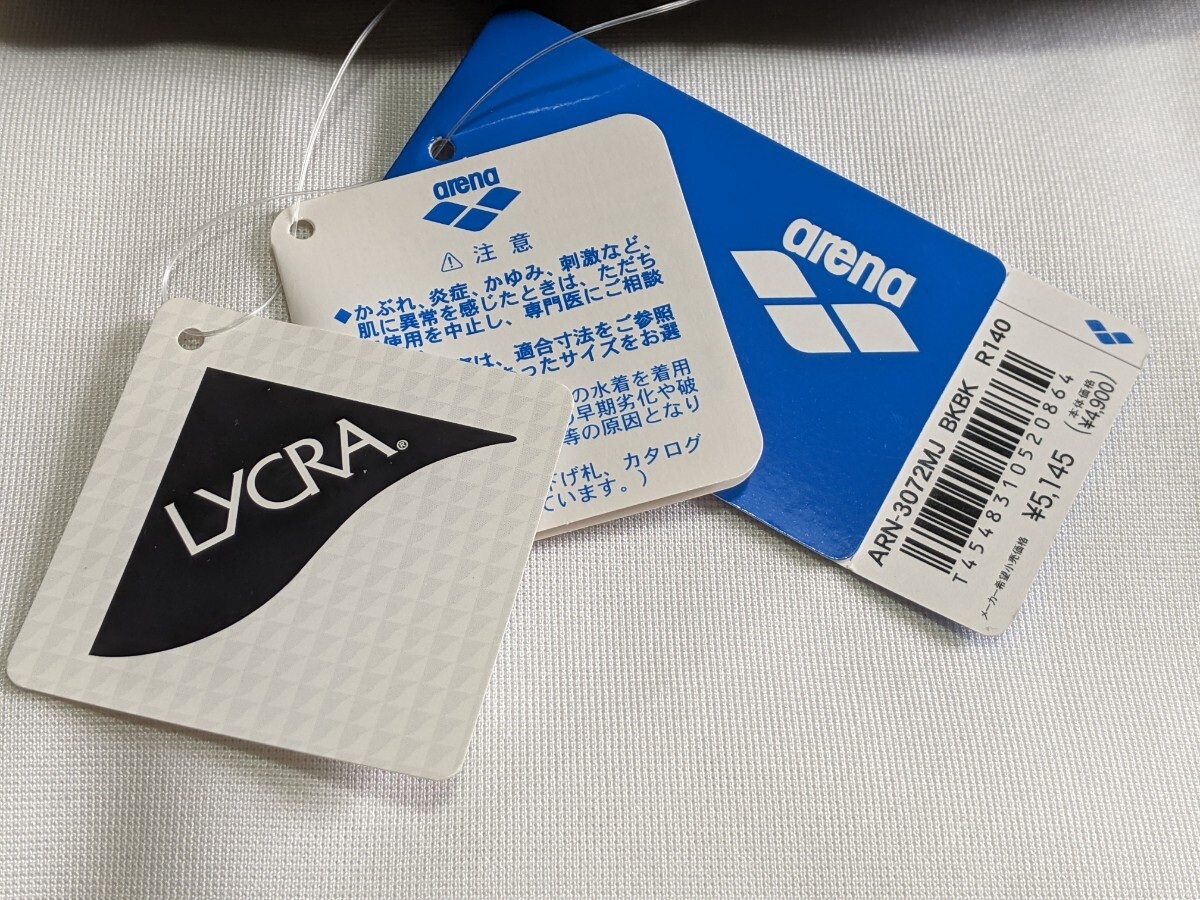 LYCRA®
arena
⚠ 注意
◆かぶれ、炎症、かゆみ、刺激など、
肌に異常を感じたときは、ただち
使用を中止し、専門医にご相談
は、適合寸法をご参照
ったサイズをお選
の水着を着用
早期劣化や破
等の原因となり
げ札、カタログ
ています。)
arena
ARN-3072MJ BKBK R140
T4548310520864
メーカー希望小売価格 ¥5,145 (本体価格 ¥4,900)